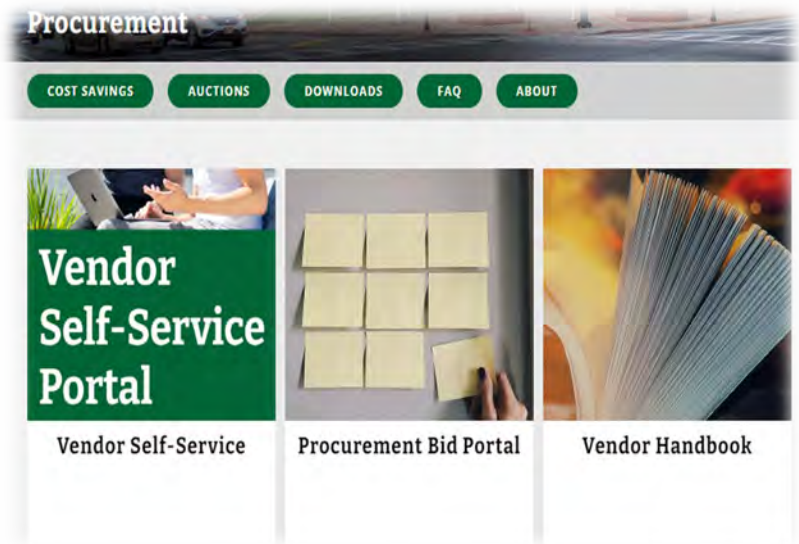 Procurement
COST SAVINGS
AUCTIONS
DOWNLOADS
FAQ
ABOUT
Vendor
Self-Service
Portal
Vendor Self-Service
Procurement Bid Portal
Vendor Handbook